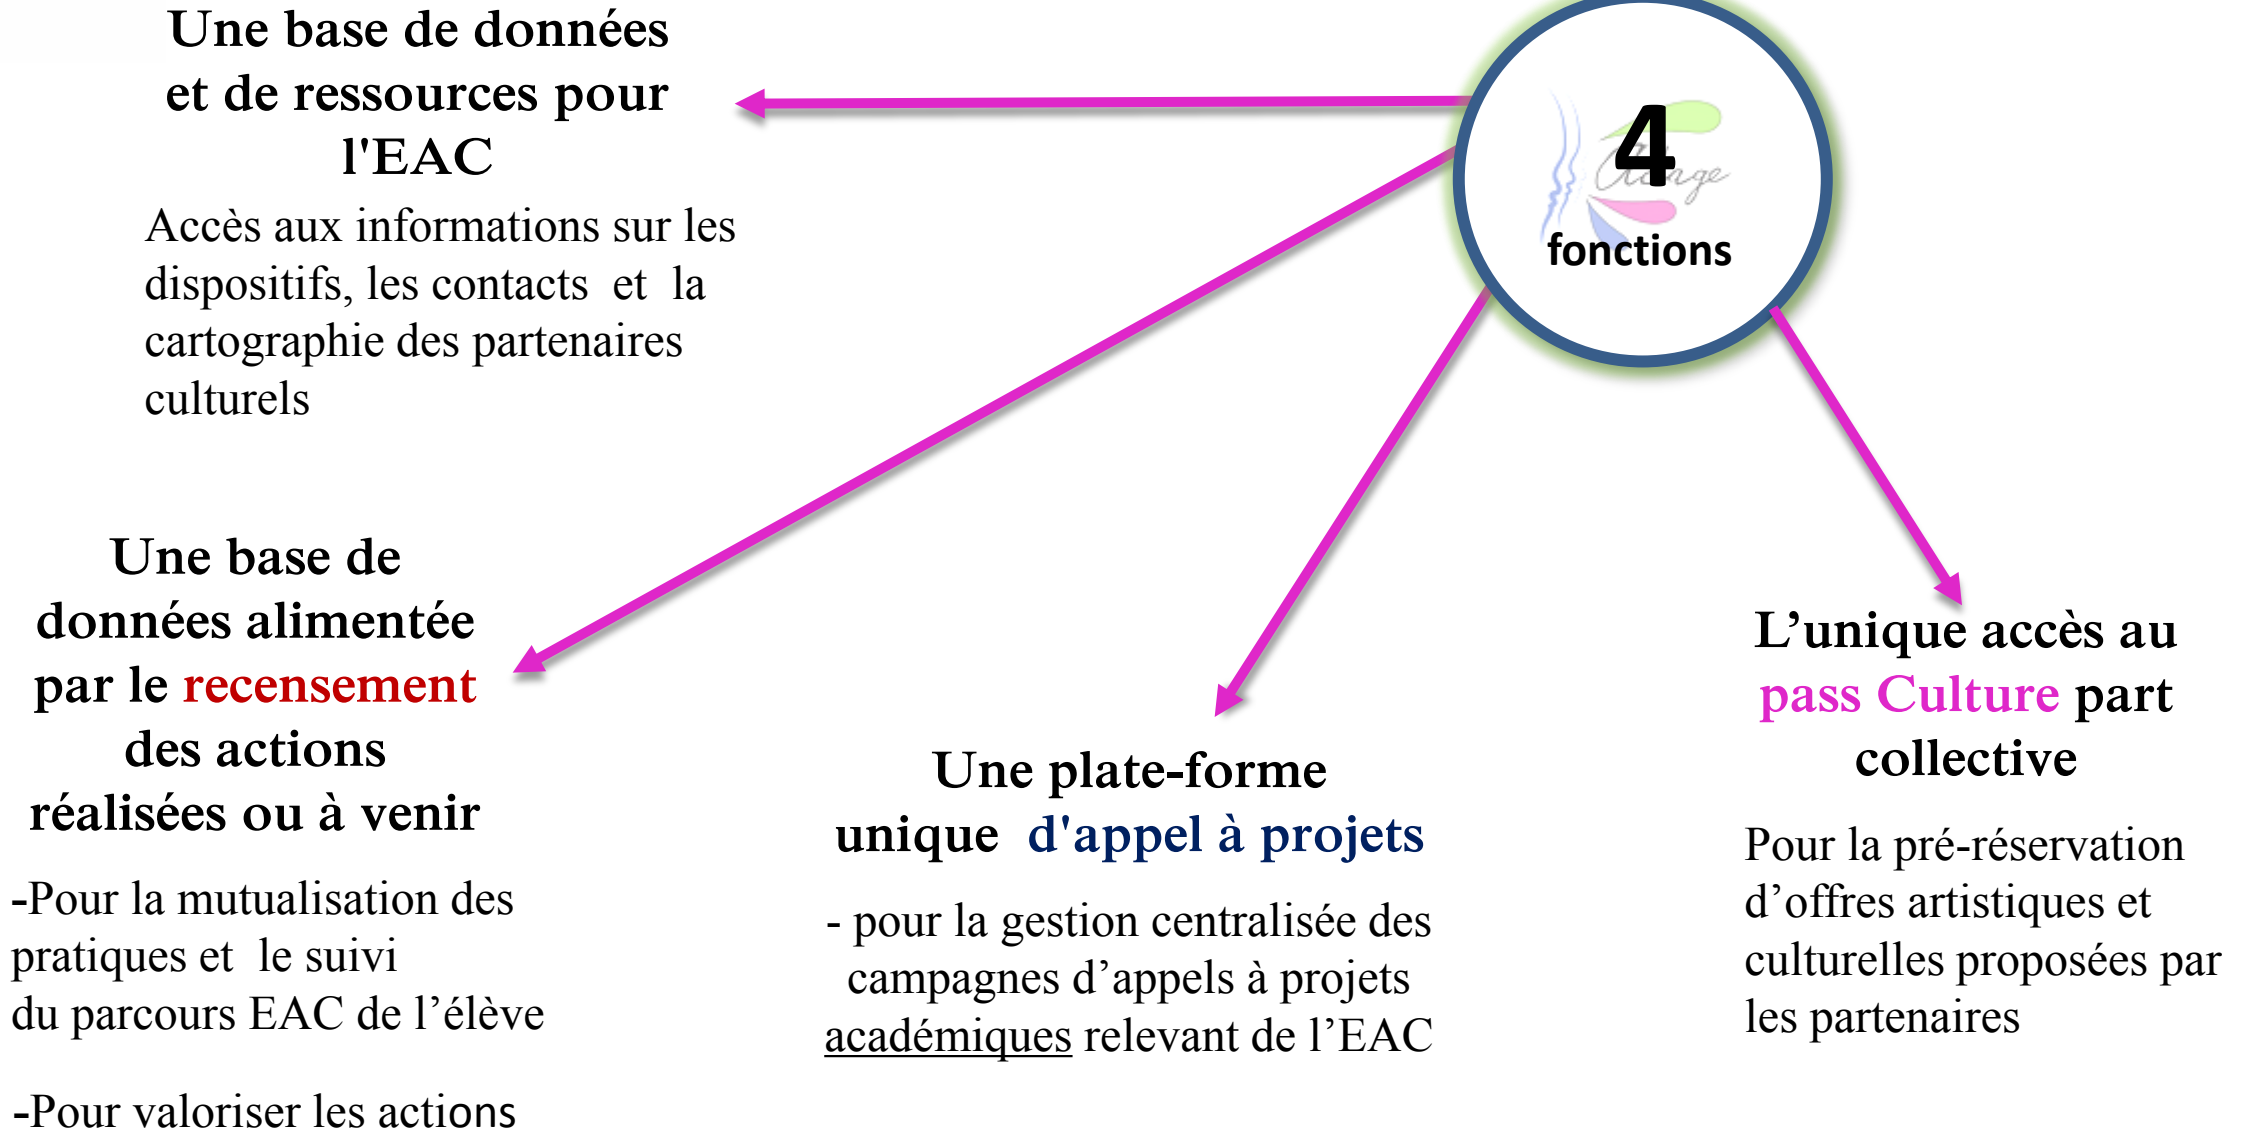 Une base de données
et de ressources pour
l'EAC
Accès aux informations sur les
dispositifs, les contacts et la
cartographie des partenaires
culturels
4
fonctions
Une base de
données alimentée
par le recensement
des actions
réalisées ou à venir
-Pour la mutualisation des
pratiques et le suivi
du parcours EAC de l’élève
-Pour valoriser les actions
Une plate-forme
unique d'appel à projets
- pour la gestion centralisée des
campagnes d’appels à projets
académiques relevant de l’EAC
L’unique accès au
pass Culture part
collective
Pour la pré-réservation
d’offres artistiques et
culturelles proposées par
les partenaires